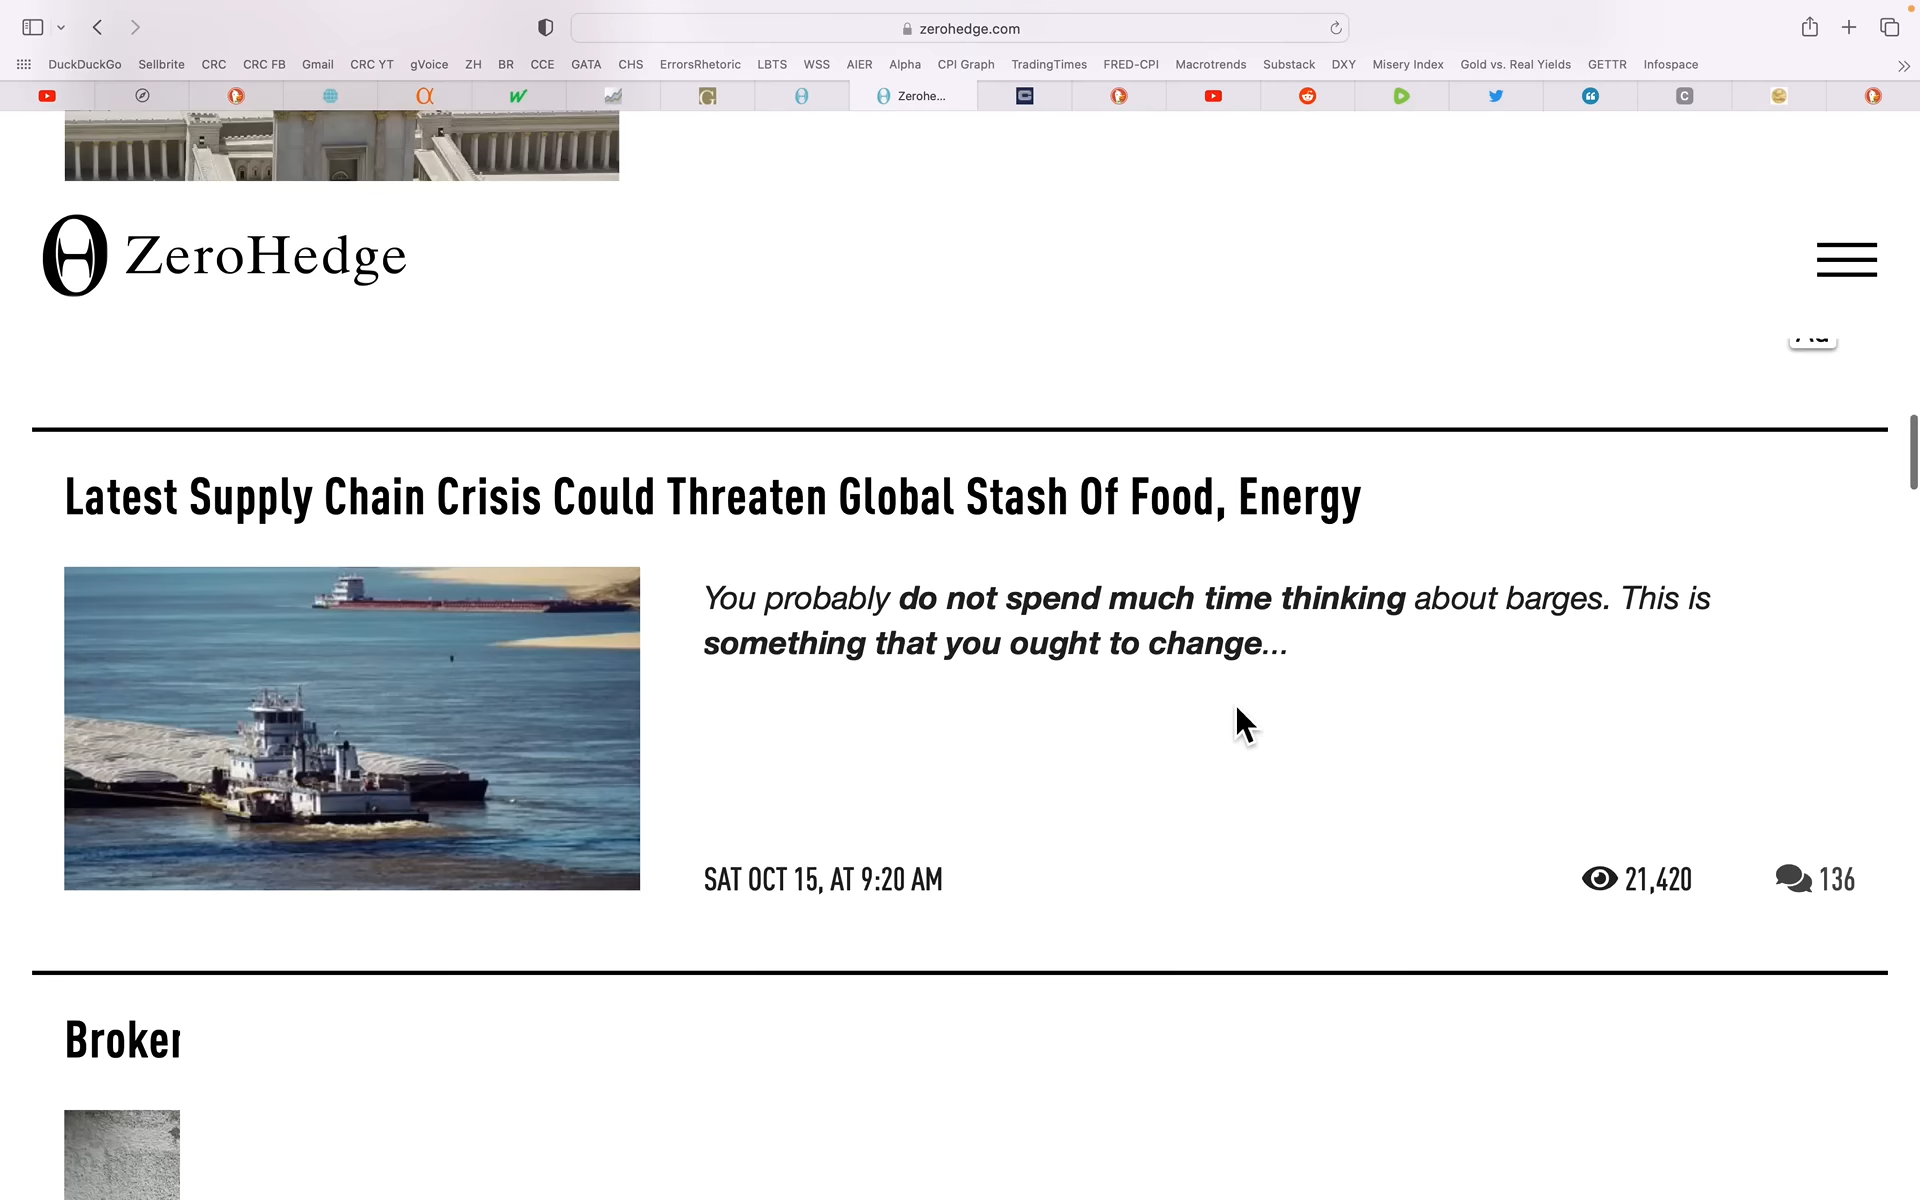 zerohedge.com
DuckDuckGo Sellbrite CRC CRC FB Gmail CRC YT gVoice ZH BR CCE GATA CHS ErrorsRhetoric LBTS WSS AIER Alpha CPI Graph TradingTimes FRED-CPI Macrotrends Substack DXY Misery Index Gold vs. Real Yields GETTR Infospace
Zerohe...
ZeroHedge
Latest Supply Chain Crisis Could Threaten Global Stash Of Food, Energy
You probably do not spend much time thinking about barges. This is
something that you ought to change...
SAT OCT 15, AT 9:20 AM 21,420 136
Broker